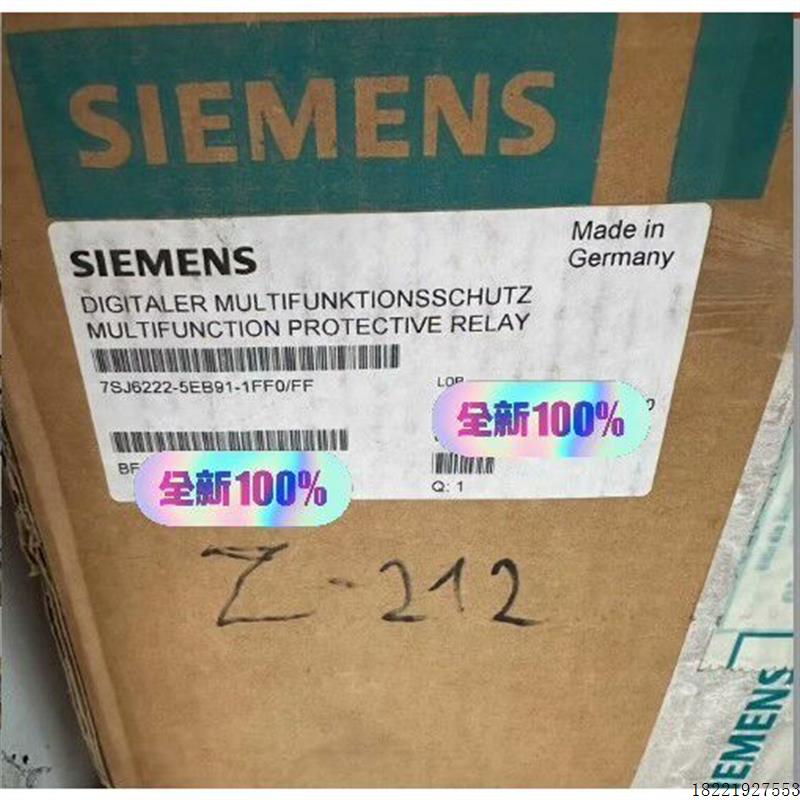 SIEMENS
SIEMENS
Made in
Germany
DIGITALER MULTIFUNKTIONSSCHUTZ
MULTIFUNCTION PROTECTIVE RELAY
7SJ6222-5EB91-1FF0/FF
全新100%
BF
全新100%
Q: 1
Z-212
SIEMENS
18221927553